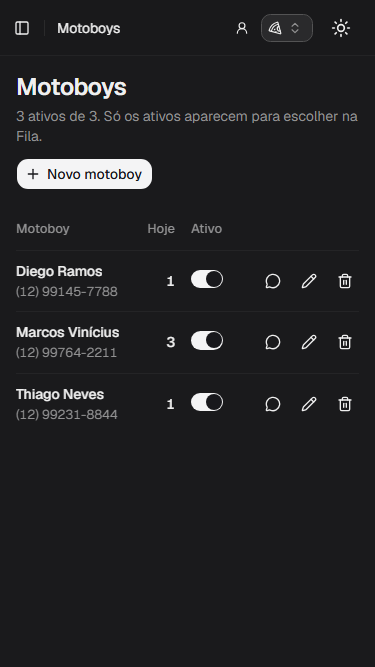 Motoboys
Motoboys
3 ativos de 3. Só os ativos aparecem para escolher na
Fila.
Novo motoboy
Motoboy Hoje Ativo
Diego Ramos
(12) 99145-7788
1
Marcos Vinícius
(12) 99764-2211
3
Thiago Neves
(12) 99231-8844
1